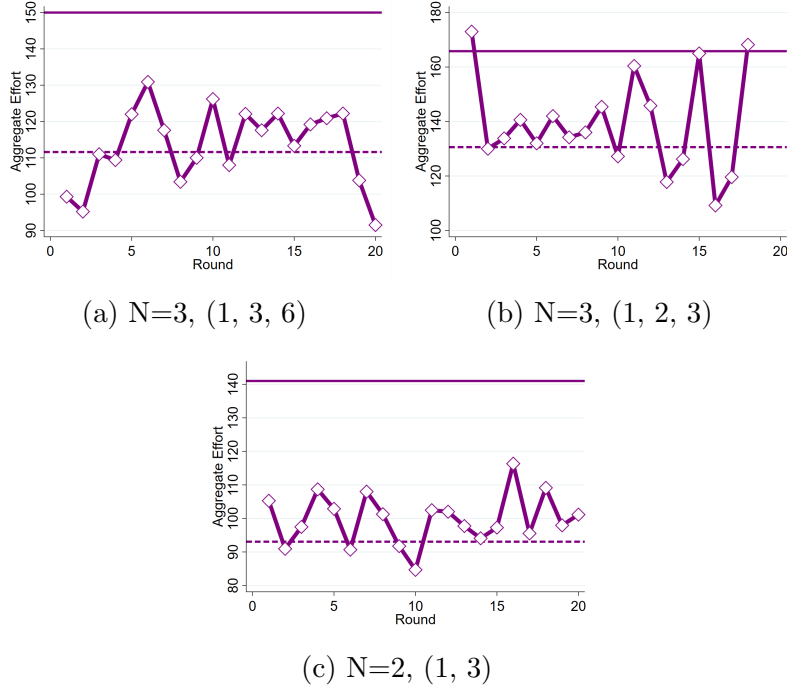 Aggregate Effort
150
140
130
120
110
100
90
0 5 10 15 20
Round
(a) N=3, (1, 3, 6)
Aggregate Effort
180
160
140
120
100
0 5 10 15 20
Round
(b) N=3, (1, 2, 3)
Aggregate Effort
140
130
120
110
100
90
80
0 5 10 15 20
Round
(c) N=2, (1, 3)